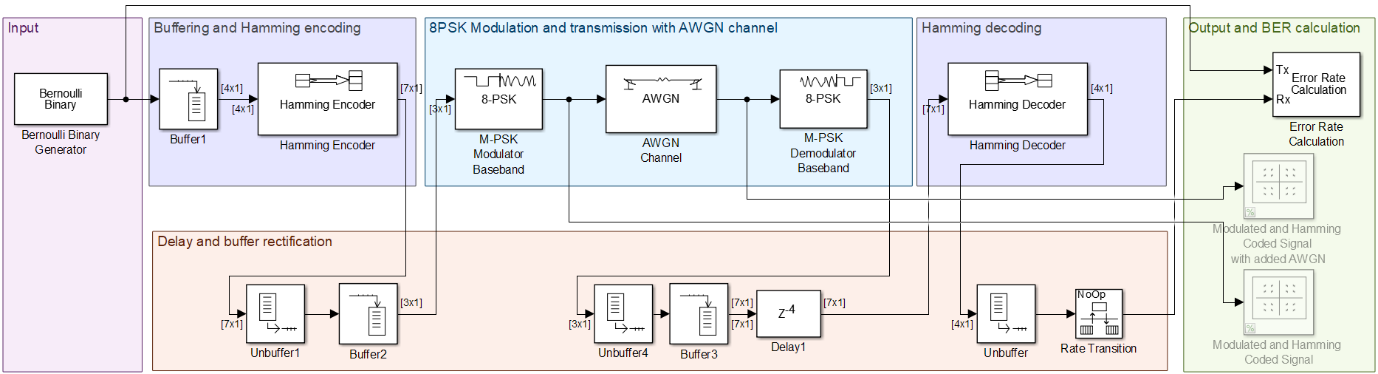 Input
Bernoulli
Binary
Bernoulli Binary
Generator
Buffering and Hamming encoding
[4x1]
[4x1]
Buffer1
Hamming Encoder
Hamming Encoder
[7x1]
8PSK Modulation and transmission with AWGN channel
[3x1]
8-PSK
M-PSK
Modulator
Baseband
AWGN
AWGN
Channel
8-PSK
M-PSK
Demodulator
Baseband
[3x1]
Hamming decoding
[7x1]
Hamming Decoder
Hamming Decoder
[4x1]
Output and BER calculation
Tx
Rx
Error Rate
Calculation
Error Rate
Calculation
Modulated and Hamming
Coded Signal
with added AWGN
Modulated and Hamming
Coded Signal
Delay and buffer rectification
[7x1]
Unbuffer1
Buffer2
[3x1]
[3x1]
Unbuffer4
Buffer3
[7x1]
[7x1]
Z-4
Delay1
[7x1]
[4x1]
Unbuffer
NoOp
Rate Transition